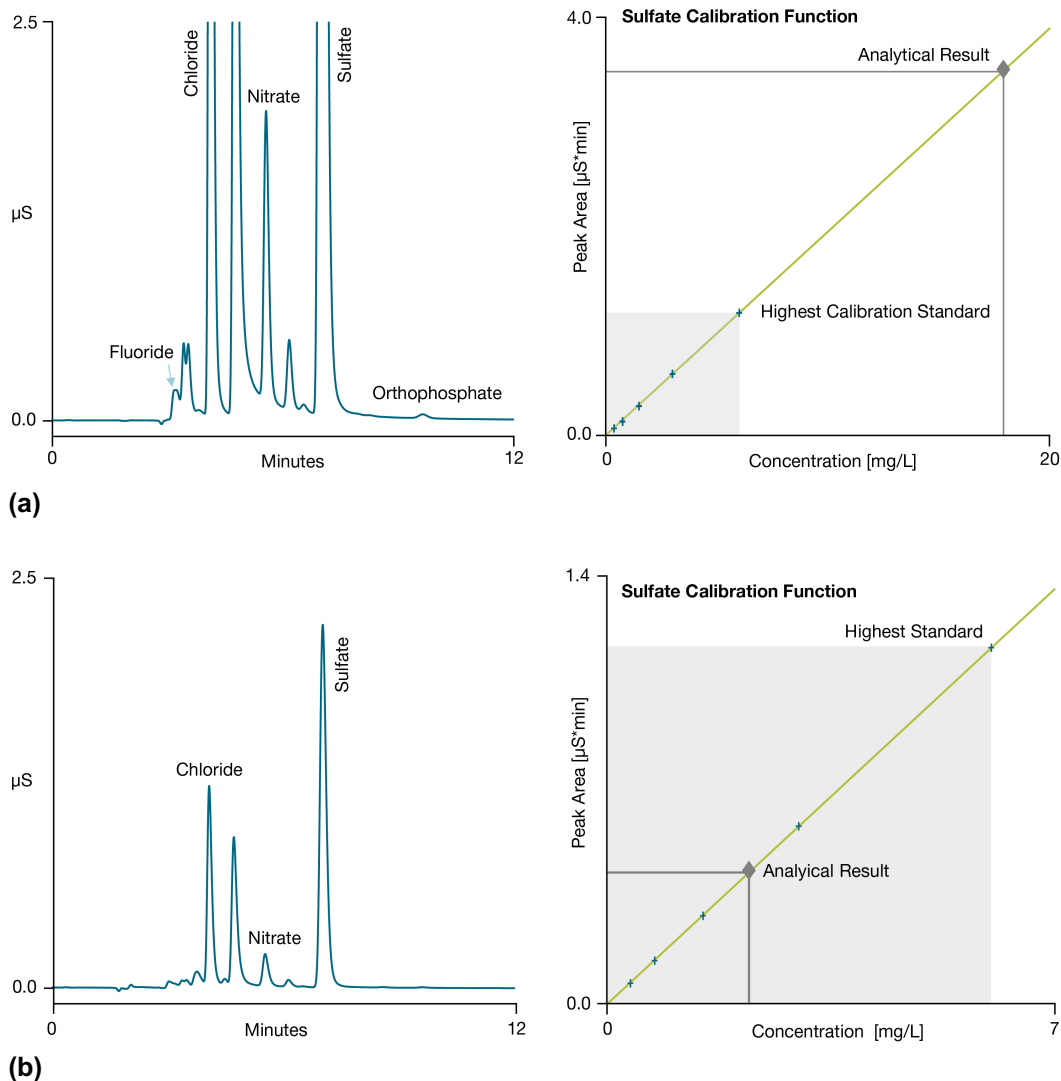 2.5
Chloride
Nitrate
Sulfate
µS
Fluoride
Orthophosphate
0.0
0
Minutes
12
4.0
Sulfate Calibration Function
Analytical Result
Peak Area [µS*min]
Highest Calibration Standard
0.0
0
Concentration [mg/L]
20
(a)
2.5
Chloride
Sulfate
µS
Nitrate
0.0
0
Minutes
12
1.4
Sulfate Calibration Function
Highest Standard
Peak Area [µS*min]
Analyical Result
0.0
0
Concentration [mg/L]
7
(b)